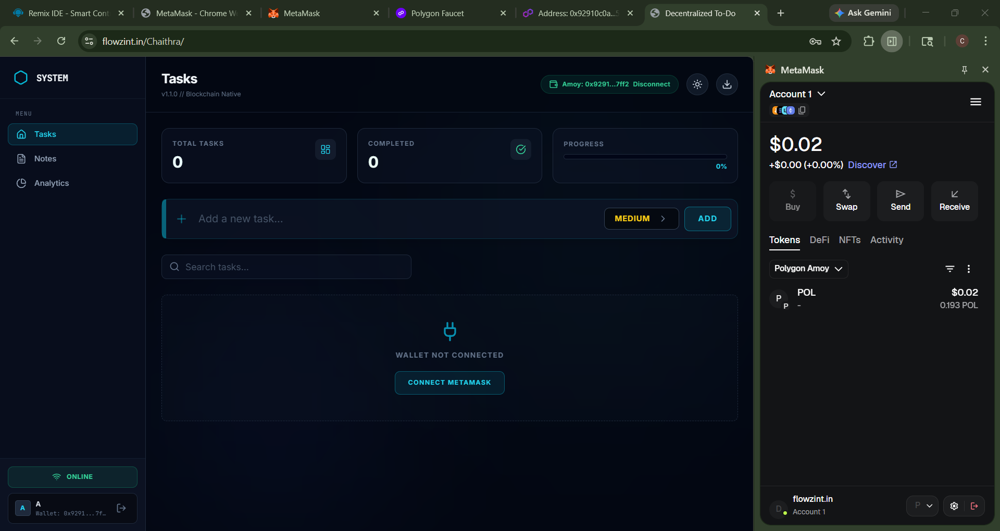 Remix IDE - Smart Cont
MetaMask - Chrome W
MetaMask
Polygon Faucet
Address: 0x92910c0a...5
Decentralized To-Do
Ask Gemini
flowzint.in/Chaithra/
C
SYSTEM
MENU
Tasks
Notes
Analytics
ONLINE
A
A
Wallet: 0x9291...7f…
Tasks
v1.1.0 // Blockchain Native
Amoy: 0x9291...7ff2 Disconnect
TOTAL TASKS
0
COMPLETED
0
PROGRESS
0%
Add a new task...
MEDIUM
ADD
Search tasks...
WALLET NOT CONNECTED
CONNECT METAMASK
MetaMask
Account 1
$0.02
+$0.00 (+0.00%) Discover
Buy
Swap
Send
Receive
Tokens
DeFi
NFTs
Activity
Polygon Amoy
P
P
POL
-
$0.02
0.193 POL
D
flowzint.in
Account 1
P